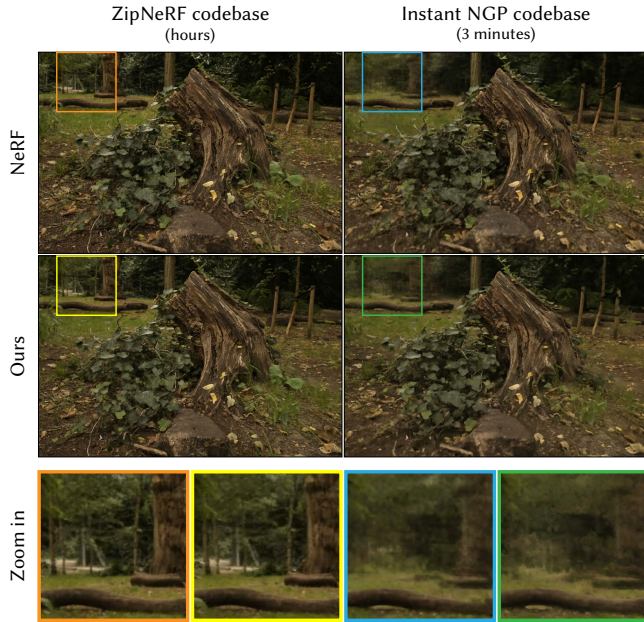 ZipNeRF codebase
(hours)
Instant NGP codebase
(3 minutes)
NeRF
Ours
Zoom in